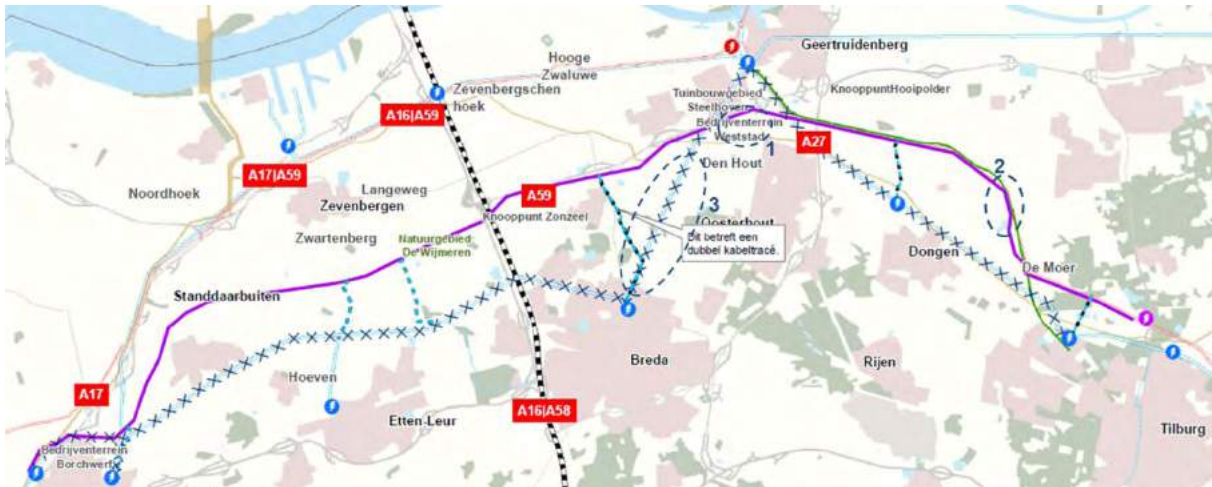 Geertruidenberg
Hooge
Zwaluwe
Zevenbergschen
hoek
Tuinbouwgebied
Steelhoven
Bedrijventerrein
Weststad
KnooppuntHooipolder
A16|A59
A27
1
A17|A59
Den Hout
2
Noordhoek
Langeweg
Zevenbergen
A59
3
Knooppunt Zonzeel
Oosterhout
Dit betreft een
dubbel kabeltracé.
Zwartenberg
Natuurgebied
De Wijmeren
Dongen
De Moer
Standdaarbuiten
Breda
Rijen
Hoeven
A17
A16|A58
Etten-Leur
Tilburg
Bedrijventerrein
Borchwerf